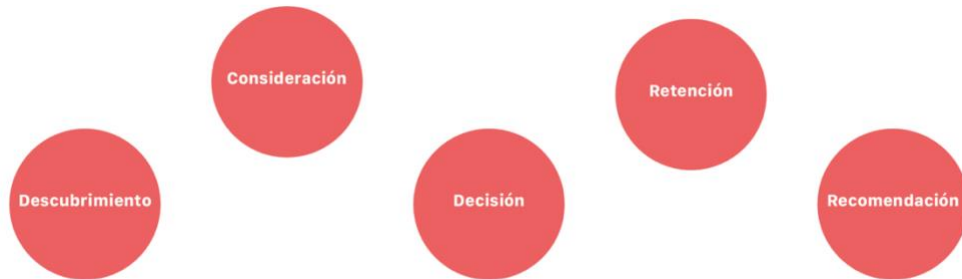 Descubrimiento
Consideración
Decisión
Retención
Recomendación